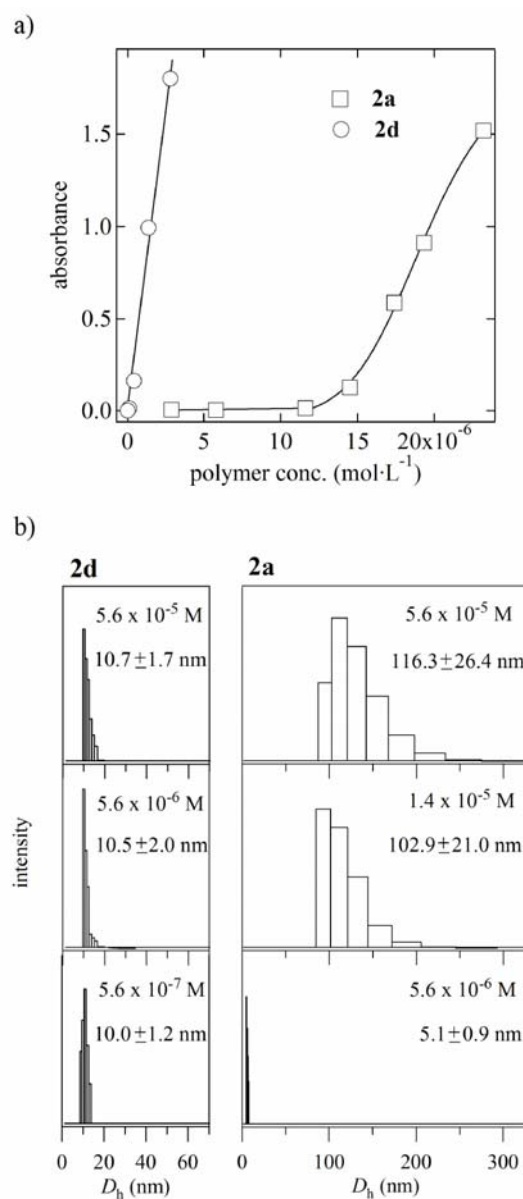 a)
absorbance
1.5
1.0
0.5
0.0
2a
2d
0
5
10
15
20x10⁻⁶
polymer conc. (mol·L⁻¹)
b)
2d
2a
intensity
5.6 x 10⁻⁵ M
10.7±1.7 nm
5.6 x 10⁻⁵ M
116.3±26.4 nm
5.6 x 10⁻⁶ M
10.5±2.0 nm
1.4 x 10⁻⁵ M
102.9±21.0 nm
5.6 x 10⁻⁷ M
10.0±1.2 nm
5.6 x 10⁻⁶ M
5.1±0.9 nm
0 20 40 60
0 100 200 300
Dh (nm)
Dh (nm)